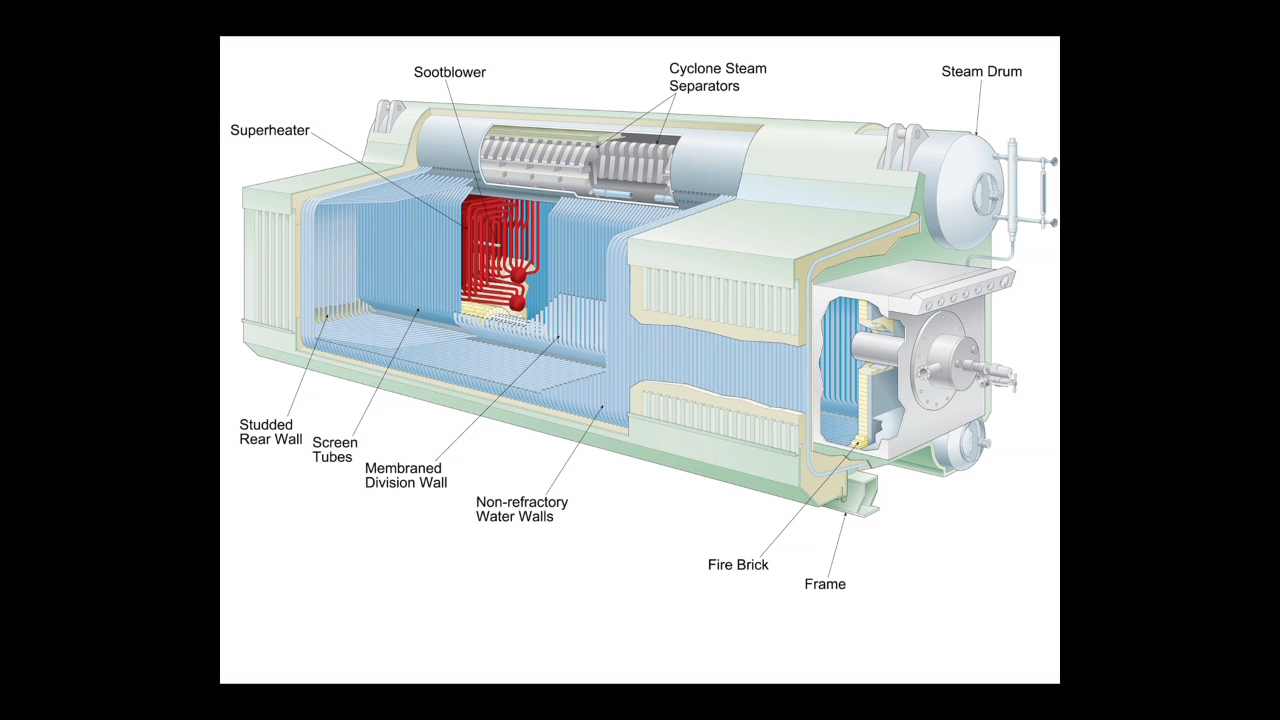 Sootblower
Cyclone Steam
Separators
Steam Drum
Superheater
Studded
Rear Wall
Screen
Tubes
Membraned
Division Wall
Non-refractory
Water Walls
Fire Brick
Frame